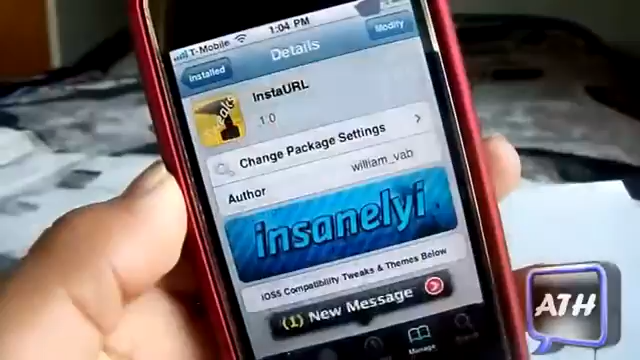 T-Mobile 1:04 PM
Installed Details Modify
InstaURL
1.0
Change Package Settings
Author william_vab
insanelyi
iOS5 Compatibility Tweaks & Themes Below
(1) New Message
Manage
ATH